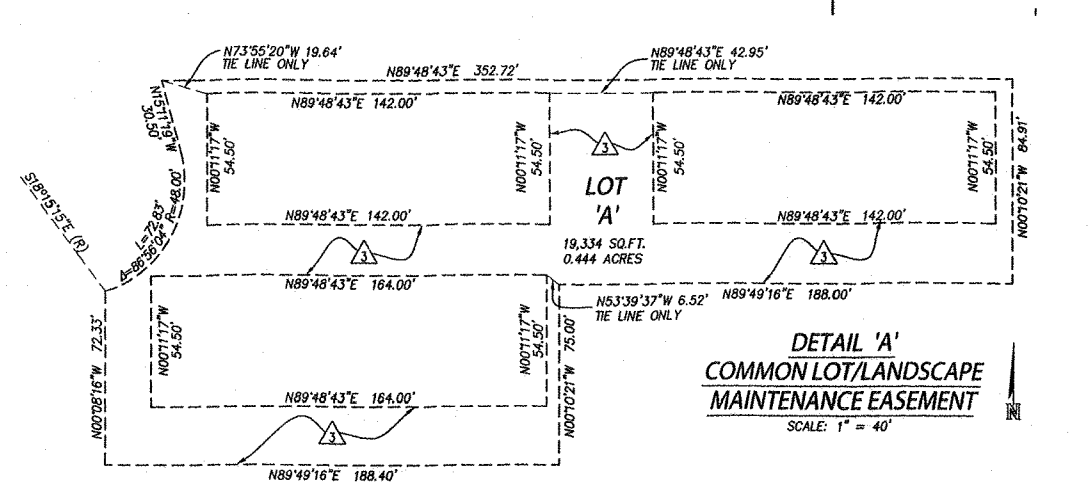 N73°55'20"W 19.64'
TIE LINE ONLY
N89°48'43"E 352.72'
N89°48'43"E 42.95'
TIE LINE ONLY
N15°11'19"W
30.50'
N89°48'43"E 142.00'
N89°48'43"E 142.00'
N00°11'17"W
54.50'
N00°11'17"W
54.50'
3
N00°11'17"W
54.50'
N00°11'17"W
54.50'
N00°10'21"W 84.91'
LOT
'A'
19,334 SQ.FT.
0.444 ACRES
S18°15'15"E (R)
Δ=86°56'04" R=48.00'
L=72.83'
N89°48'43"E 142.00'
N89°48'43"E 142.00'
3
3
N89°48'43"E 164.00'
N53°39'37"W 6.52'
TIE LINE ONLY
N89°49'16"E 188.00'
N00°08'16"W 72.33'
N00°11'17"W
54.50'
N00°11'17"W
54.50'
N00°10'21"W 75.00'
N89°48'43"E 164.00'
3
N89°49'16"E 188.40'
DETAIL 'A'
COMMON LOT/LANDSCAPE
MAINTENANCE EASEMENT
SCALE: 1" = 40'
N